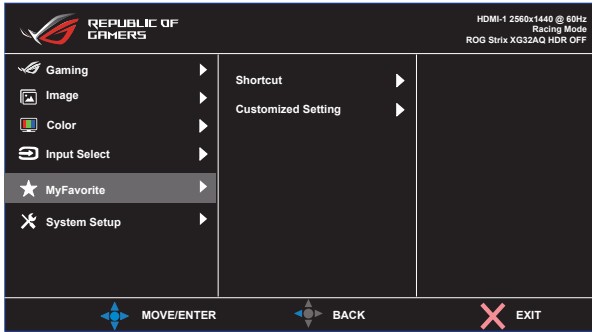 REPUBLIC OF
GAMERS
HDMI-1 2560x1440 @ 60Hz
Racing Mode
ROG Strix XG32AQ HDR OFF
Gaming
Image
Color
Input Select
MyFavorite
System Setup
Shortcut
Customized Setting
MOVE/ENTER
BACK
EXIT